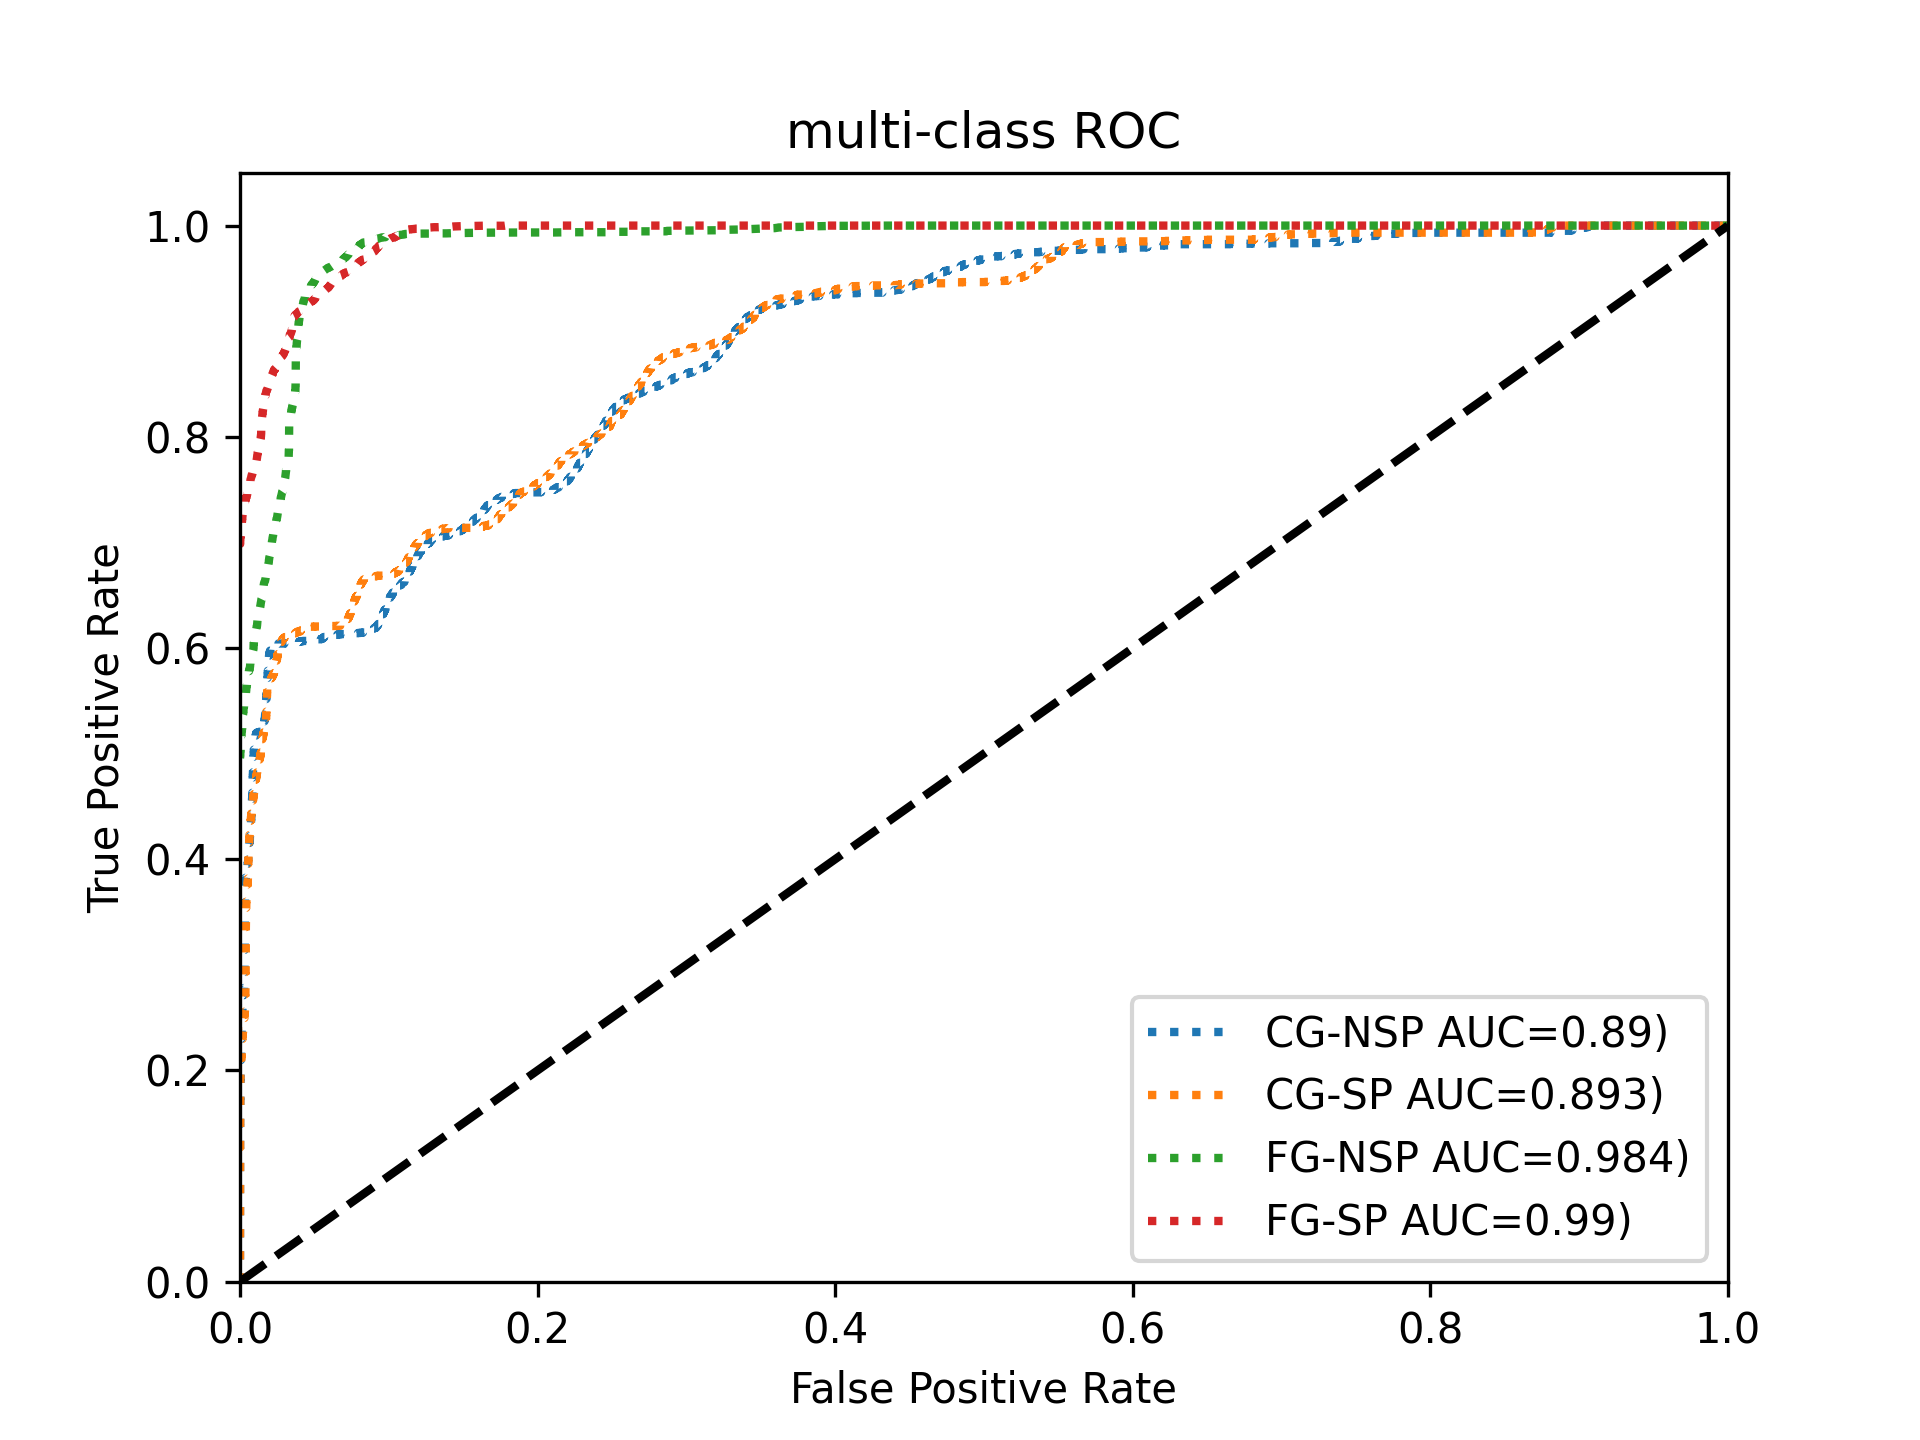 multi-class ROC
1.0
0.8
0.6
0.4
0.2
0.0
True Positive Rate
0.0 0.2 0.4 0.6 0.8 1.0
False Positive Rate
CG-NSP AUC=0.89)
CG-SP AUC=0.893)
FG-NSP AUC=0.984)
FG-SP AUC=0.99)